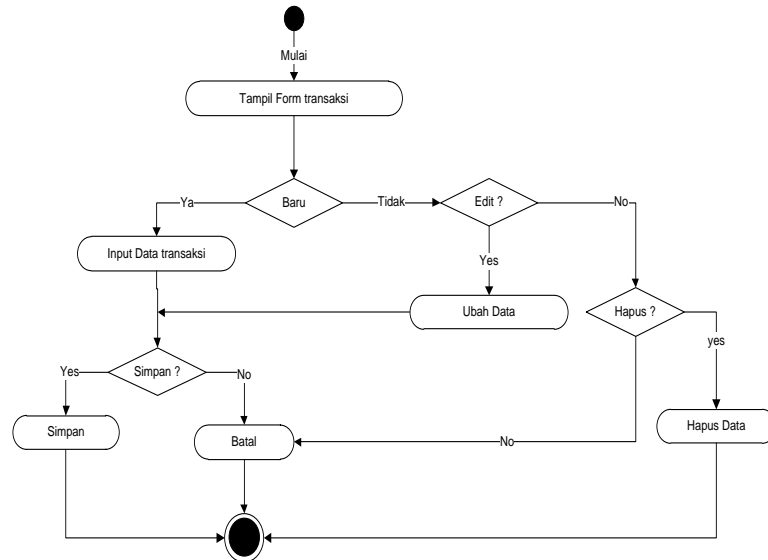 Mulai
Tampil Form transaksi
Baru
Ya
Tidak
Edit ?
No
Input Data transaksi
Yes
Ubah Data
Hapus ?
yes
Simpan ?
Yes
No
Simpan
Batal
No
Hapus Data